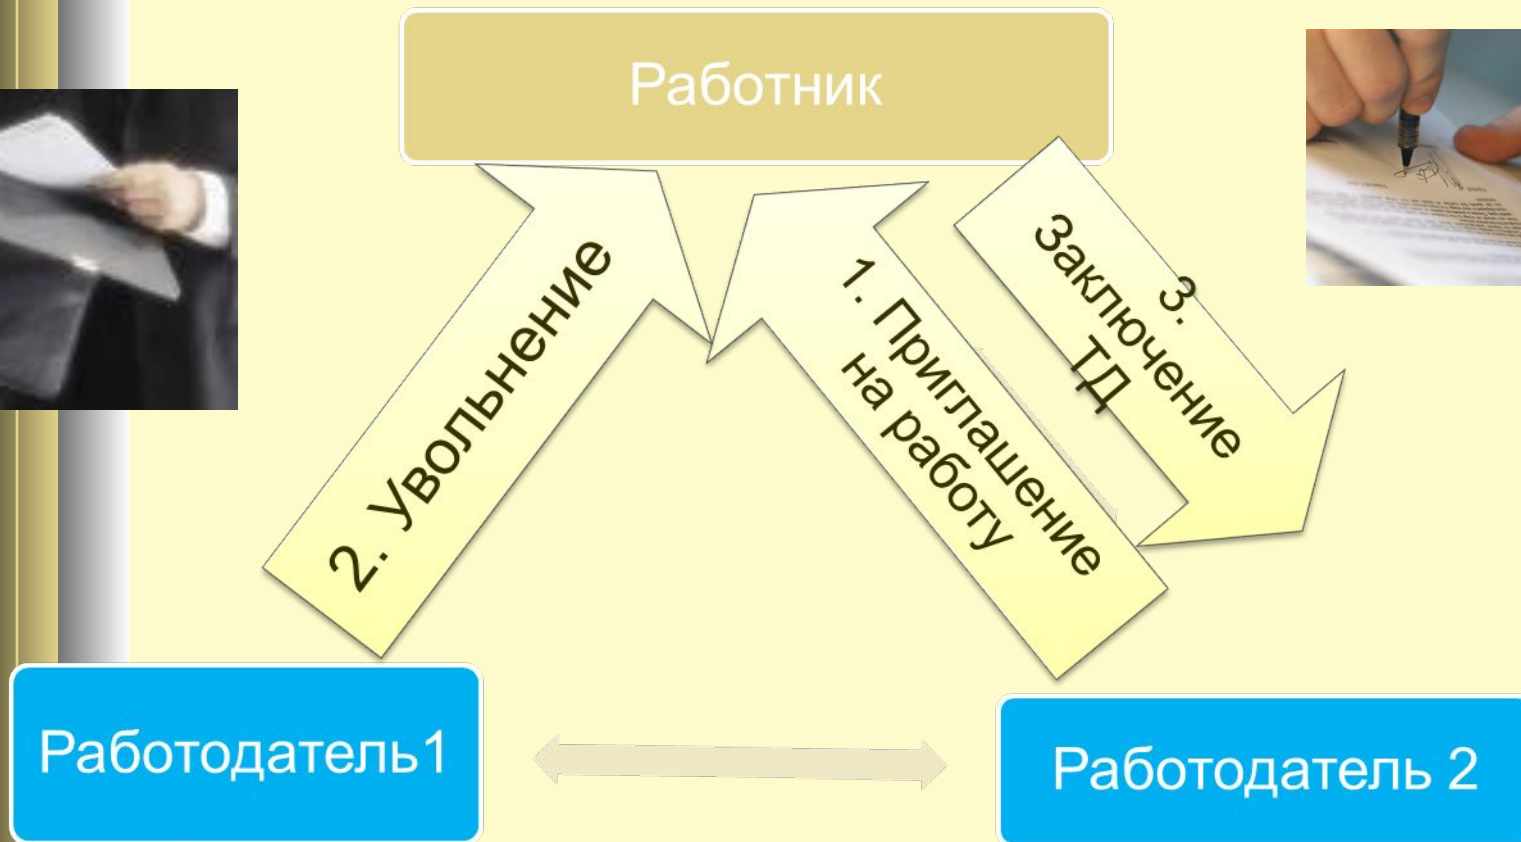 Работник
2. Увольнение
1. Приглашение
на работу
3.
Заключение
ТД
Работодатель1
Работодатель 2